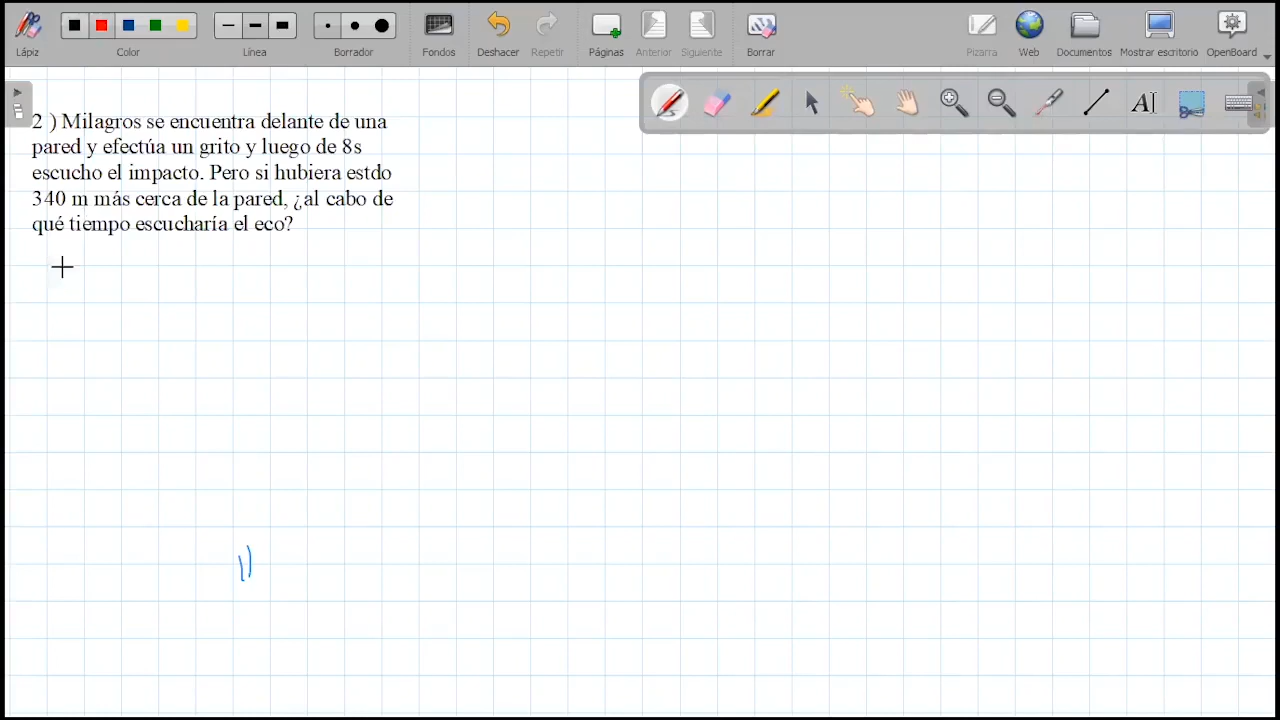 Lápiz Color Línea Borrador Fondos Deshacer Repetir Páginas Anterior Siguiente Borrar Pizarra Web Documentos Mostrar escritorio OpenBoard
2 ) Milagros se encuentra delante de una
pared y efectúa un grito y luego de 8s
escucho el impacto. Pero si hubiera estdo
340 m más cerca de la pared, ¿al cabo de
qué tiempo escucharía el eco?